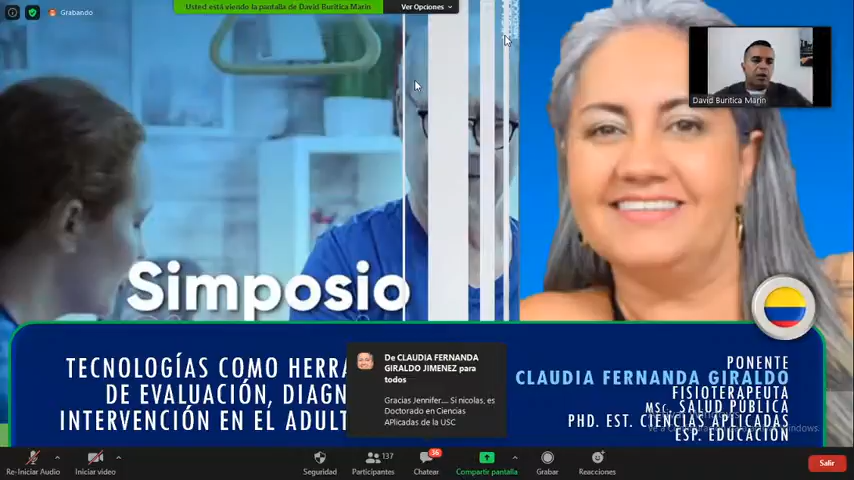 Grabando
Usted está viendo la pantalla de David Buritica Marin
Ver Opciones
David Buritica Marin
Simposio
TECNOLOGÍAS COMO HERRA
DE EVALUACIÓN, DIAGN
INTERVENCIÓN EN EL ADULT
De CLAUDIA FERNANDA
GIRALDO JIMENEZ para
todos
Gracias Jennifer.... Si nicolas, es
Doctorado en Ciencias
APlicadas de la USC
PONENTE
CLAUDIA FERNANDA GIRALDO
FISIOTERAPEUTA
MSC. SALUD PÚBLICA
PHD. EST. CIENCIAS APLICADAS
ESP. EDUCACIÓN
Re-Iniciar Audio
Iniciar video
Seguridad
137
Participantes
36
Chatear
Compartir pantalla
Grabar
Reacciones
Salir